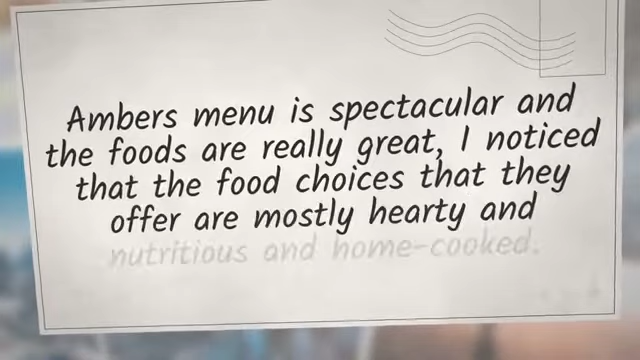 Ambers menu is spectacular and
the foods are really great, I noticed
that the food choices that they
offer are mostly hearty and
nutritious and home-cooked.